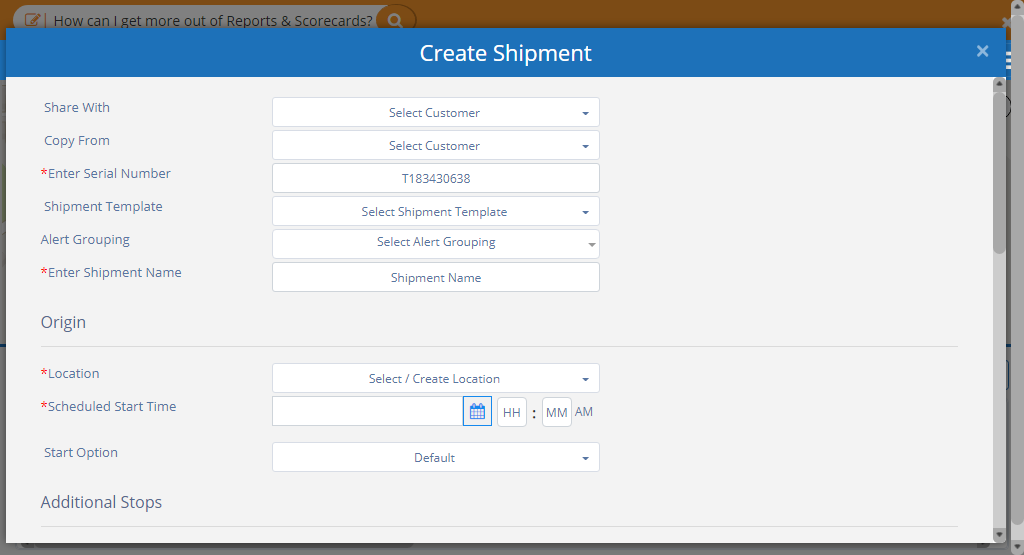 How can I get more out of Reports & Scorecards?
Create Shipment ×
Share With Select Customer
Copy From Select Customer
*Enter Serial Number T183430638
Shipment Template Select Shipment Template
Alert Grouping Select Alert Grouping
*Enter Shipment Name Shipment Name
Origin
*Location Select / Create Location
*Scheduled Start Time HH : MM AM
Start Option Default
Additional Stops